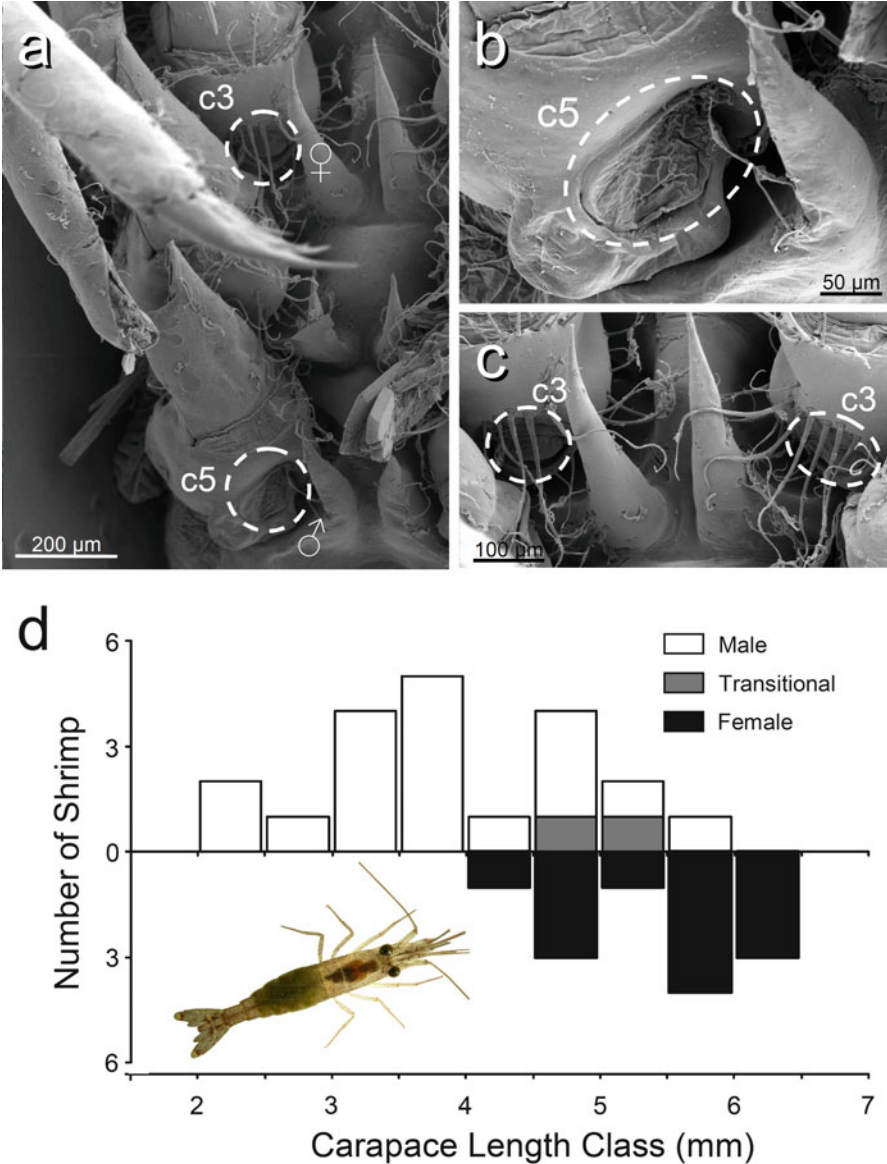 a
c3
♀
c5
♂
200 µm
b
c5
50 µm
c
c3
c3
100 µm
d
Number of Shrimp
6
3
0
3
6
Male
Transitional
Female
2 3 4 5 6 7
Carapace Length Class (mm)